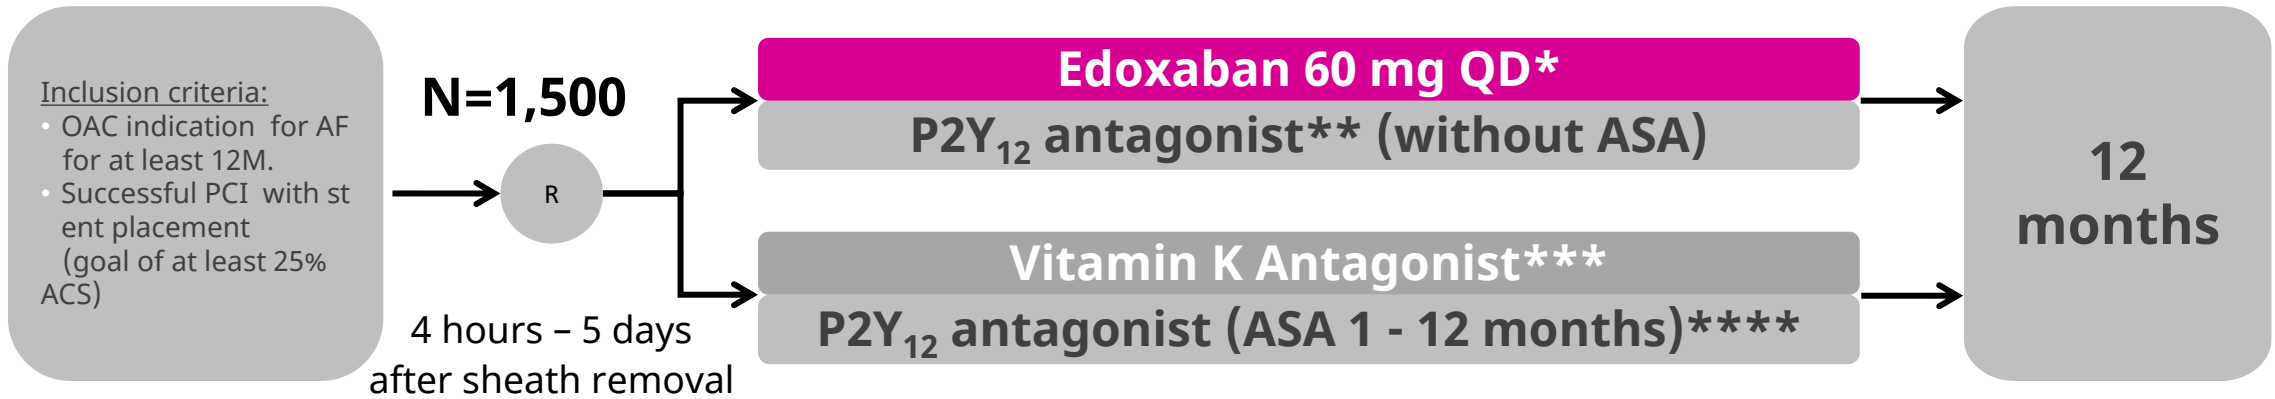 Inclusion criteria:
• OAC indication for AF
for at least 12M.
• Successful PCI with st
ent placement
(goal of at least 25%
ACS)
N=1,500
R
4 hours – 5 days
after sheath removal
Edoxaban 60 mg QD*
P2Y12 antagonist** (without ASA)
Vitamin K Antagonist***
P2Y12 antagonist (ASA 1 - 12 months)****
12
months